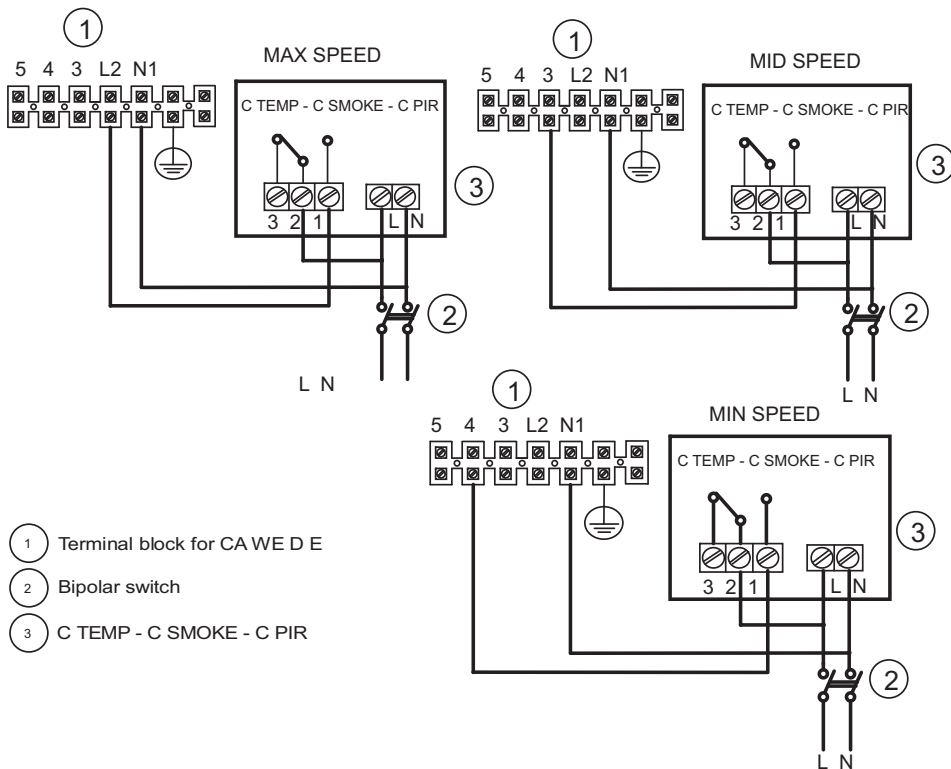 1
MAX SPEED
5 4 3 L2 N1
C TEMP - C SMOKE - C PIR
3 2 1 L N
3
2
L N
1
MID SPEED
5 4 3 L2 N1
C TEMP - C SMOKE - C PIR
3 2 1 L N
3
2
L N
1
MIN SPEED
5 4 3 L2 N1
C TEMP - C SMOKE - C PIR
3 2 1 L N
3
2
L N
1 Terminal block for CA WE D E
2 Bipolar switch
3 C TEMP - C SMOKE - C PIR